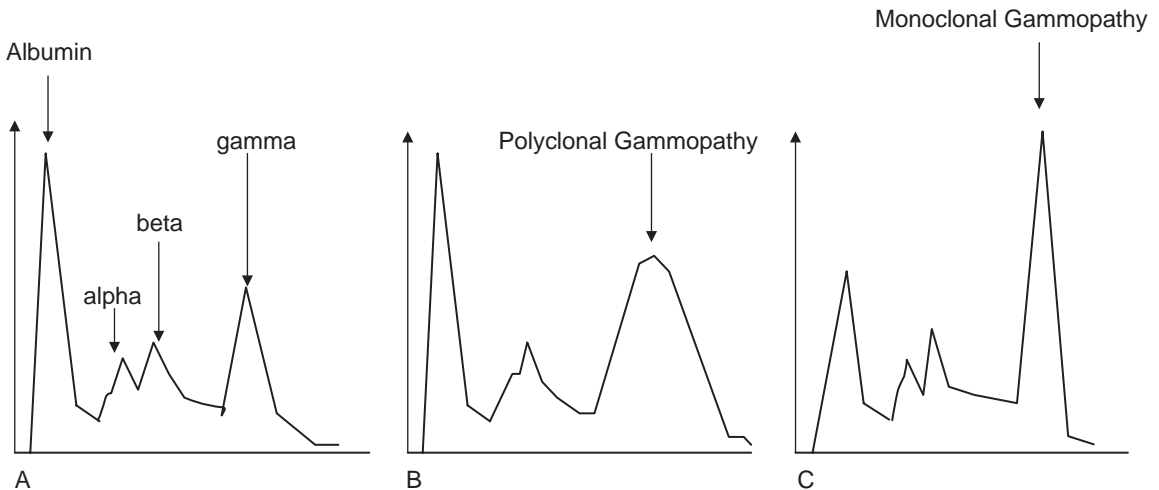 Monoclonal Gammopathy
Albumin
gamma
Polyclonal Gammopathy
beta
alpha
A
B
C